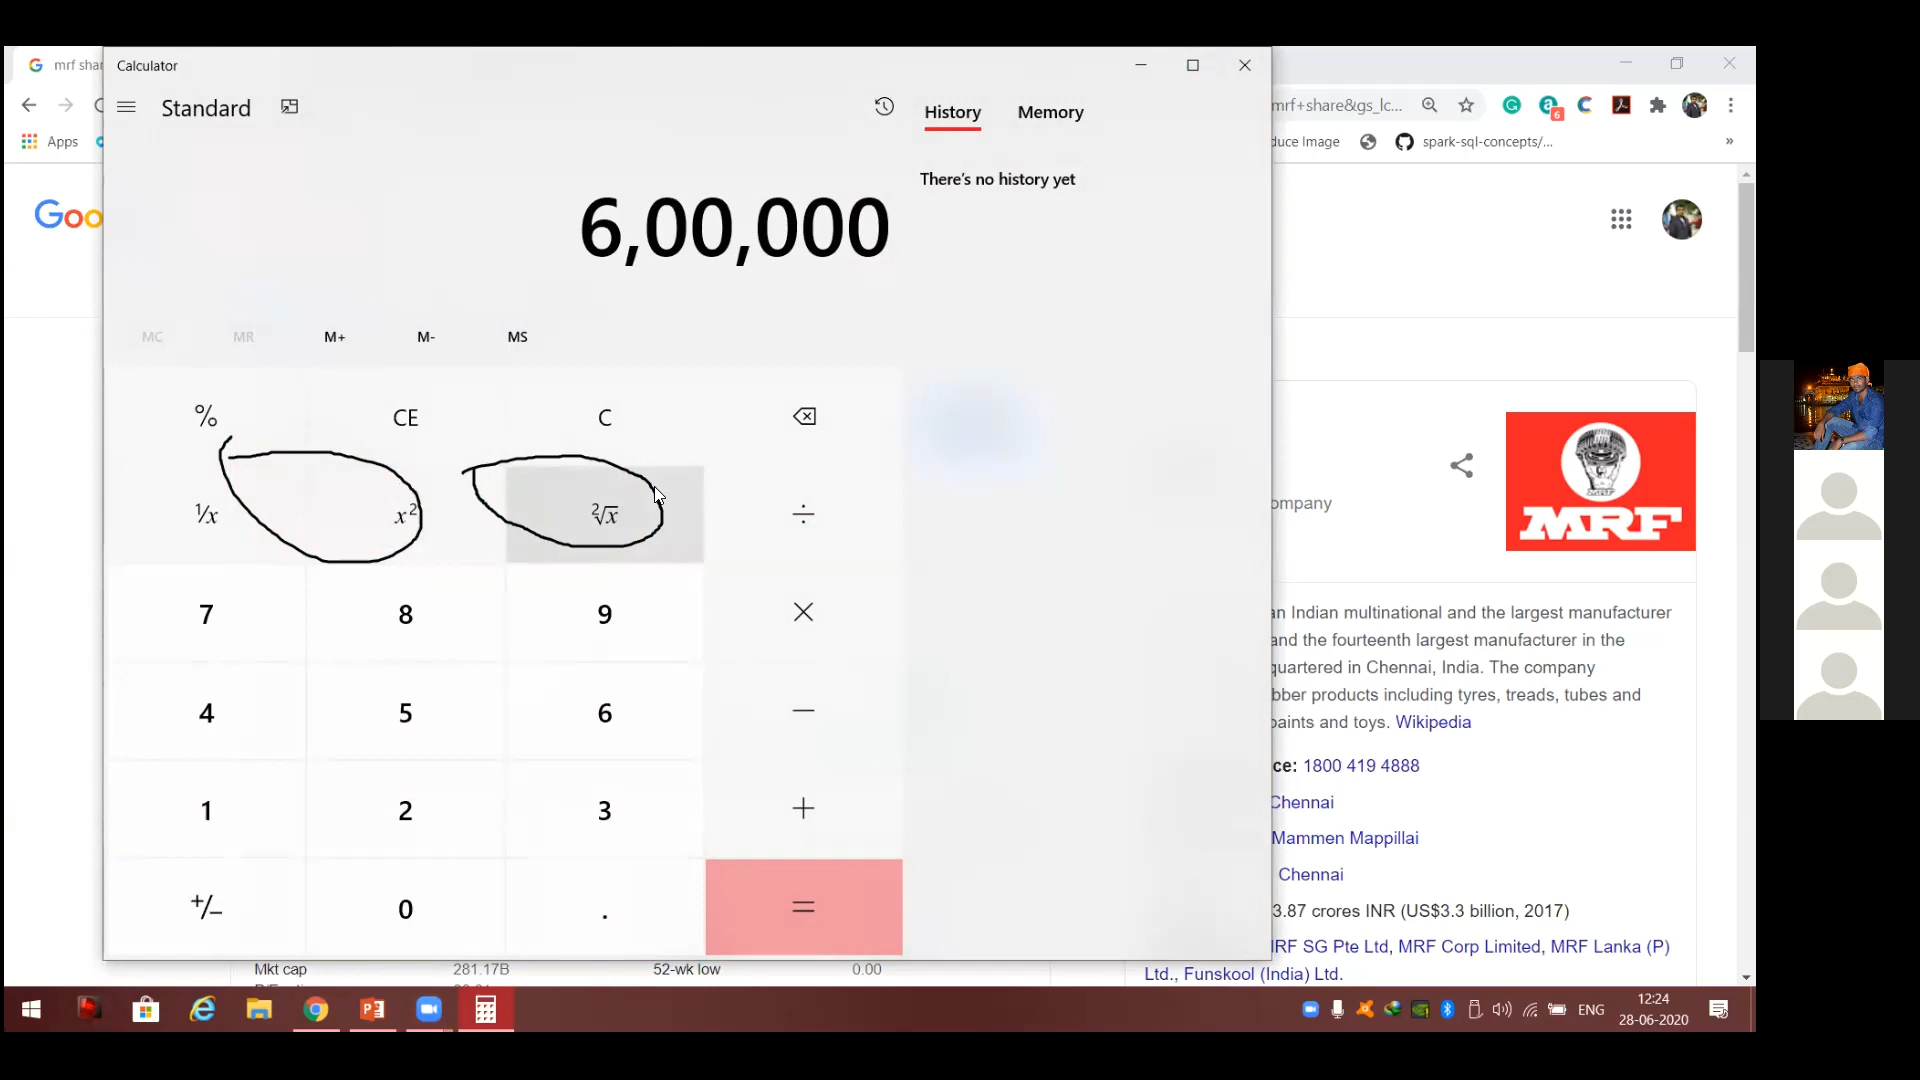 mrf shar
Calculator
mrf+share&gs_lc...
6
Apps
duce Image
spark-sql-concepts/...
»
Standard
History
Memory
There's no history yet
6,00,000
MC MR M+ M- MS
% CE C
⅟x x² ²√x ÷
7 8 9 ×
4 5 6 −
1 2 3 +
+/− 0 . =
Goo
ompany
MRF
an Indian multinational and the largest manufacturer
and the fourteenth largest manufacturer in the
quartered in Chennai, India. The company
bber products including tyres, treads, tubes and
paints and toys. Wikipedia
ce: 1800 419 4888
Chennai
Mammen Mappillai
Chennai
3.87 crores INR (US$3.3 billion, 2017)
IRF SG Pte Ltd, MRF Corp Limited, MRF Lanka (P)
Ltd., Funskool (India) Ltd.
Mkt cap 281.17B 52-wk low 0.00
ENG
12:24
28-06-2020